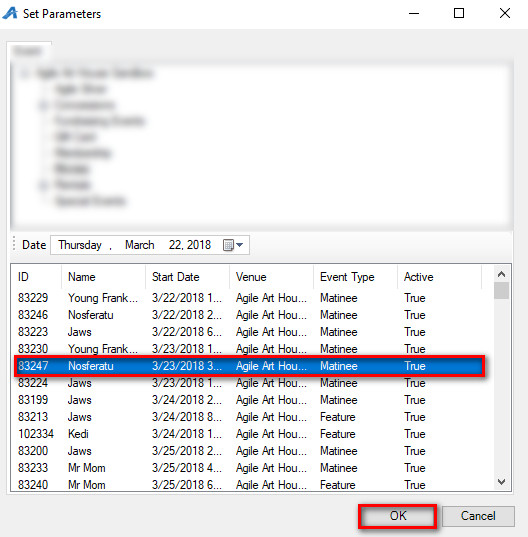 Set Parameters
Date Thursday , March 22, 2018
ID Name Start Date Venue Event Type Active
83229 Young Frank... 3/22/2018 1... Agile Art Hou... Matinee True
83246 Nosferatu 3/22/2018 2... Agile Art Hou... Matinee True
83223 Jaws 3/22/2018 6... Agile Art Hou... Matinee True
83230 Young Frank... 3/23/2018 1... Agile Art Hou... Matinee True
83247 Nosferatu 3/23/2018 3... Agile Art Hou... Matinee True
83224 Jaws 3/23/2018 1... Agile Art Hou... Matinee True
83199 Jaws 3/24/2018 2... Agile Art Hou... Matinee True
83213 Jaws 3/24/2018 8... Agile Art Hou... Feature True
102334 Kedi 3/24/2018 1... Agile Art Hou... Feature True
83200 Jaws 3/25/2018 2... Agile Art Hou... Matinee True
83233 Mr Mom 3/25/2018 4... Agile Art Hou... Matinee True
83240 Mr Mom 3/25/2018 6... Agile Art Hou... Event True
OK Cancel